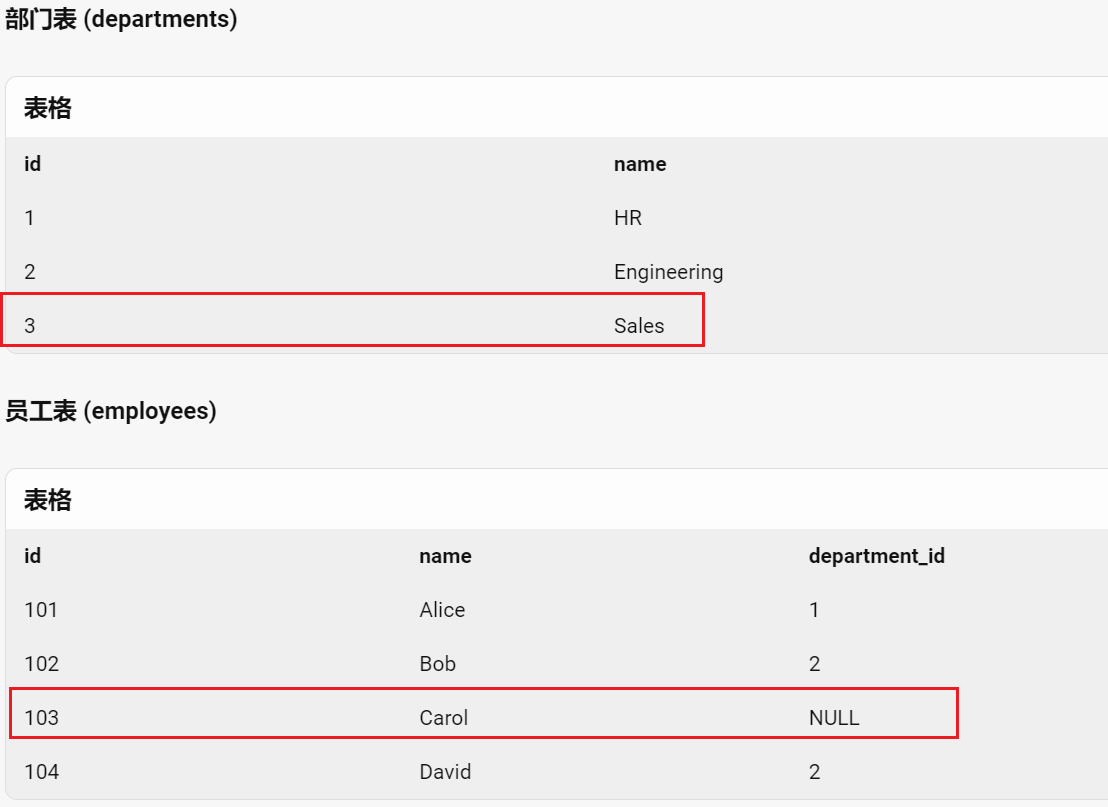 部门表 (departments)
表格
id name
1 HR
2 Engineering
3 Sales
员工表 (employees)
表格
id name department_id
101 Alice 1
102 Bob 2
103 Carol NULL
104 David 2